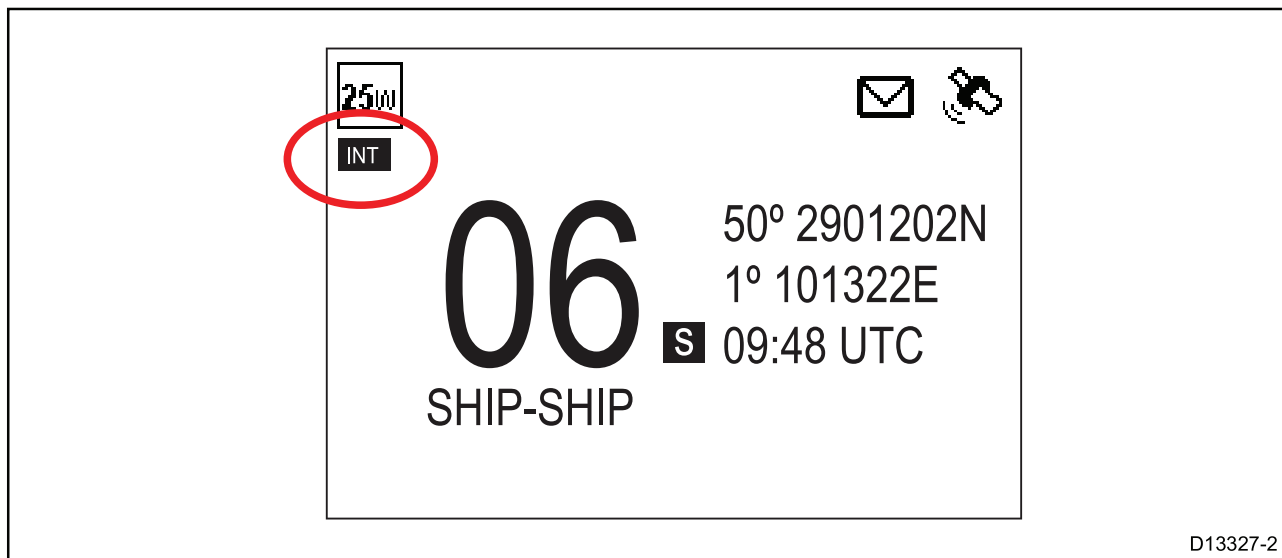 25W
INT
06
SHIP-SHIP
50º 2901202N
1º 101322E
S 09:48 UTC
D13327-2